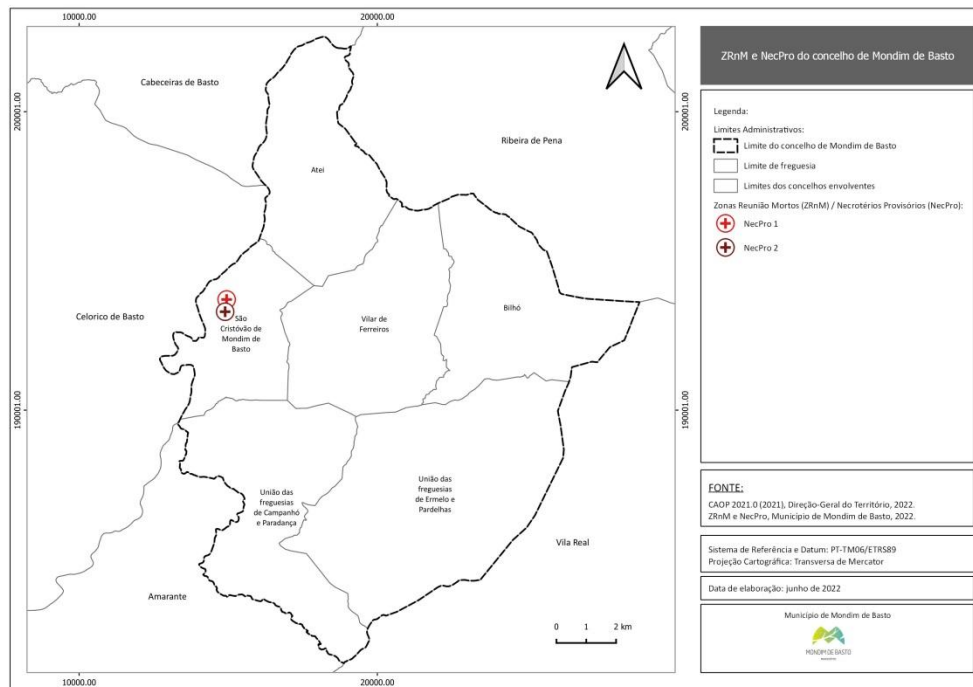 10000.00
20000.00
200001.00
200001.00
190001.00
190001.00
Cabeceiras de Basto
Ribeira de Pena
Atei
Celorico de Basto
São
Cristóvão de
Mondim de
Basto
Vilar de
Ferreiros
Bilhó
União das
freguesias
de Campanhó
e Paradança
União das
freguesias
de Ermelo e
Pardelhas
Vila Real
Amarante
0 1 2 km
10000.00
20000.00
ZRnM e NecPro do concelho de Mondim de Basto
Legenda:
Limites Administrativos:
Limite do concelho de Mondim de Basto
Limite de freguesia
Limites dos concelhos envolventes
Zonas Reunião Mortos (ZRnM) / Necrotérios Provisórios (NecPro):
NecPro 1
NecPro 2
FONTE:
CAOP 2021.0 (2021), Direção-Geral do Território, 2022.
ZRnM e NecPro, Município de Mondim de Basto, 2022.
Sistema de Referência e Datum: PT-TM06/ETRS89
Projeção Cartográfica: Transversa de Mercator
Data de elaboração: junho de 2022
Município de Mondim de Basto
MONDIM DE BASTO